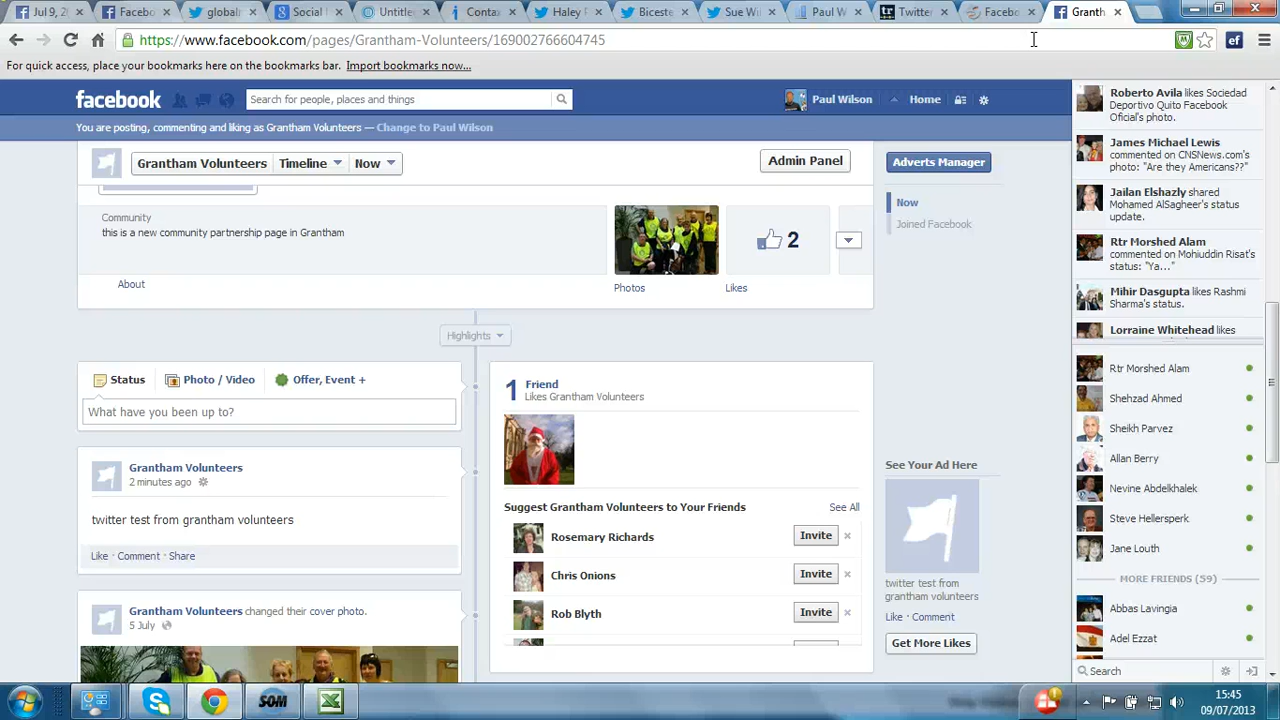 Jul 9, 20
Facebo
globaln
Social
Untitle
Conta
Haley
Bicest
Sue Wil
Paul W
Twitter
Facebo
Granth
https://www.facebook.com/pages/Grantham-Volunteers/169002766604745
ef
For quick access, place your bookmarks here on the bookmarks bar. Import bookmarks now...
facebook
Search for people, places and things
Paul Wilson
Home
You are posting, commenting and liking as Grantham Volunteers — Change to Paul Wilson
Grantham Volunteers
Timeline
Now
Admin Panel
Adverts Manager
Now
Joined Facebook
Community
this is a new community partnership page in Grantham
2
About
Photos
Likes
Highlights
Status
Photo / Video
Offer, Event +
What have you been up to?
Grantham Volunteers
2 minutes ago
twitter test from grantham volunteers
Like · Comment · Share
Grantham Volunteers changed their cover photo.
5 July
1 Friend
Likes Grantham Volunteers
Suggest Grantham Volunteers to Your Friends
See All
Rosemary Richards
Invite
Chris Onions
Invite
Rob Blyth
Invite
See Your Ad Here
twitter test from
grantham volunteers
Like · Comment
Get More Likes
Roberto Avila likes Sociedad
Deportivo Quito Facebook
Oficial's photo.
James Michael Lewis
commented on CNSNews.com's
photo: "Are they Americans??"
Jailan Elshazly shared
Mohamed AlSagheer's status
update.
Rtr Morshed Alam
commented on Mohiuddin Risat's
status: "Ya..."
Mihir Dasgupta likes Rashmi
Sharma's status.
Lorraine Whitehead likes
Rtr Morshed Alam
Shehzad Ahmed
Sheikh Parvez
Allan Berry
Nevine Abdelkhalek
Steve Hellersperk
Jane Louth
MORE FRIENDS (59)
Abbas Lavingia
Adel Ezzat
Search
SOM
15:45
09/07/2013